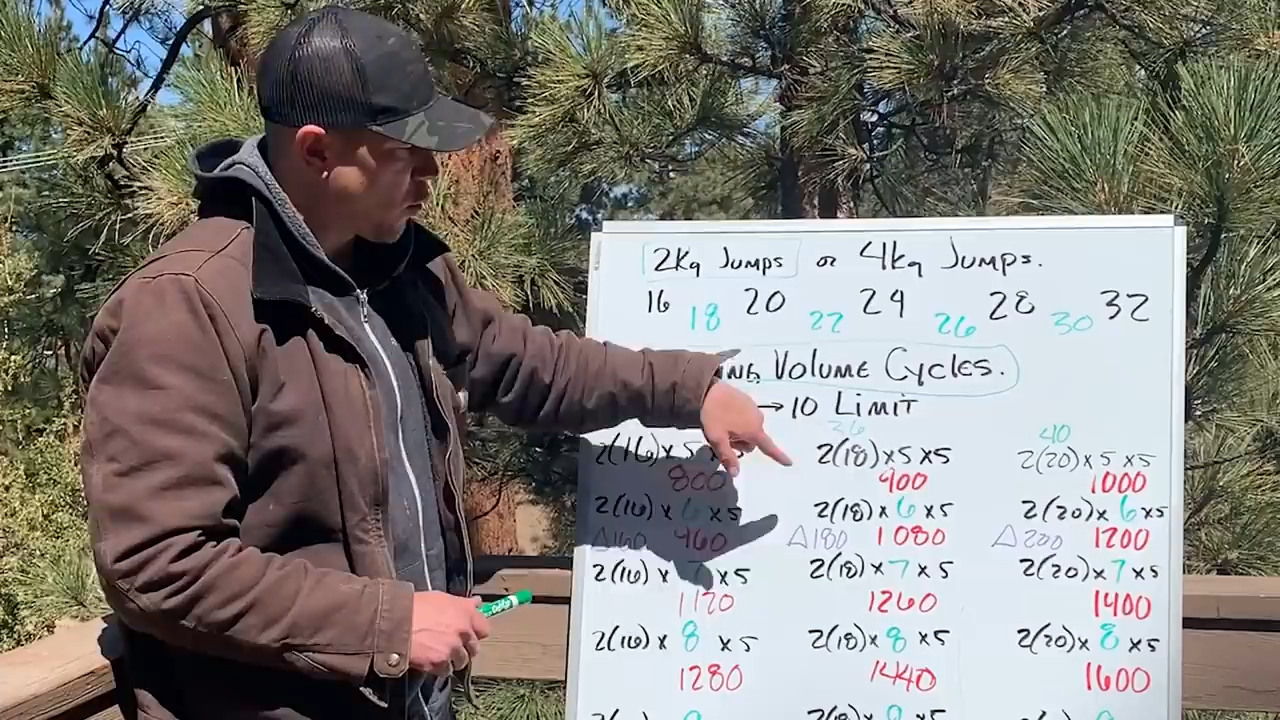 2Kg Jumps or 4Kg Jumps.
16 18 20 22 24 26 28 30 32
Volume Cycles.
→10 Limit
36 40
2(16)x5 2(18)x5x5 2(20)x5x5
800 900 1000
2(16)x6x5 2(18)x6x5 2(20)x6x5
△160 960 △180 1080 △200 1200
2(16)x7x5 2(18)x7x5 2(20)x7x5
1120 1260 1400
2(16)x8x5 2(18)x8x5 2(20)x8x5
1280 1440 1600